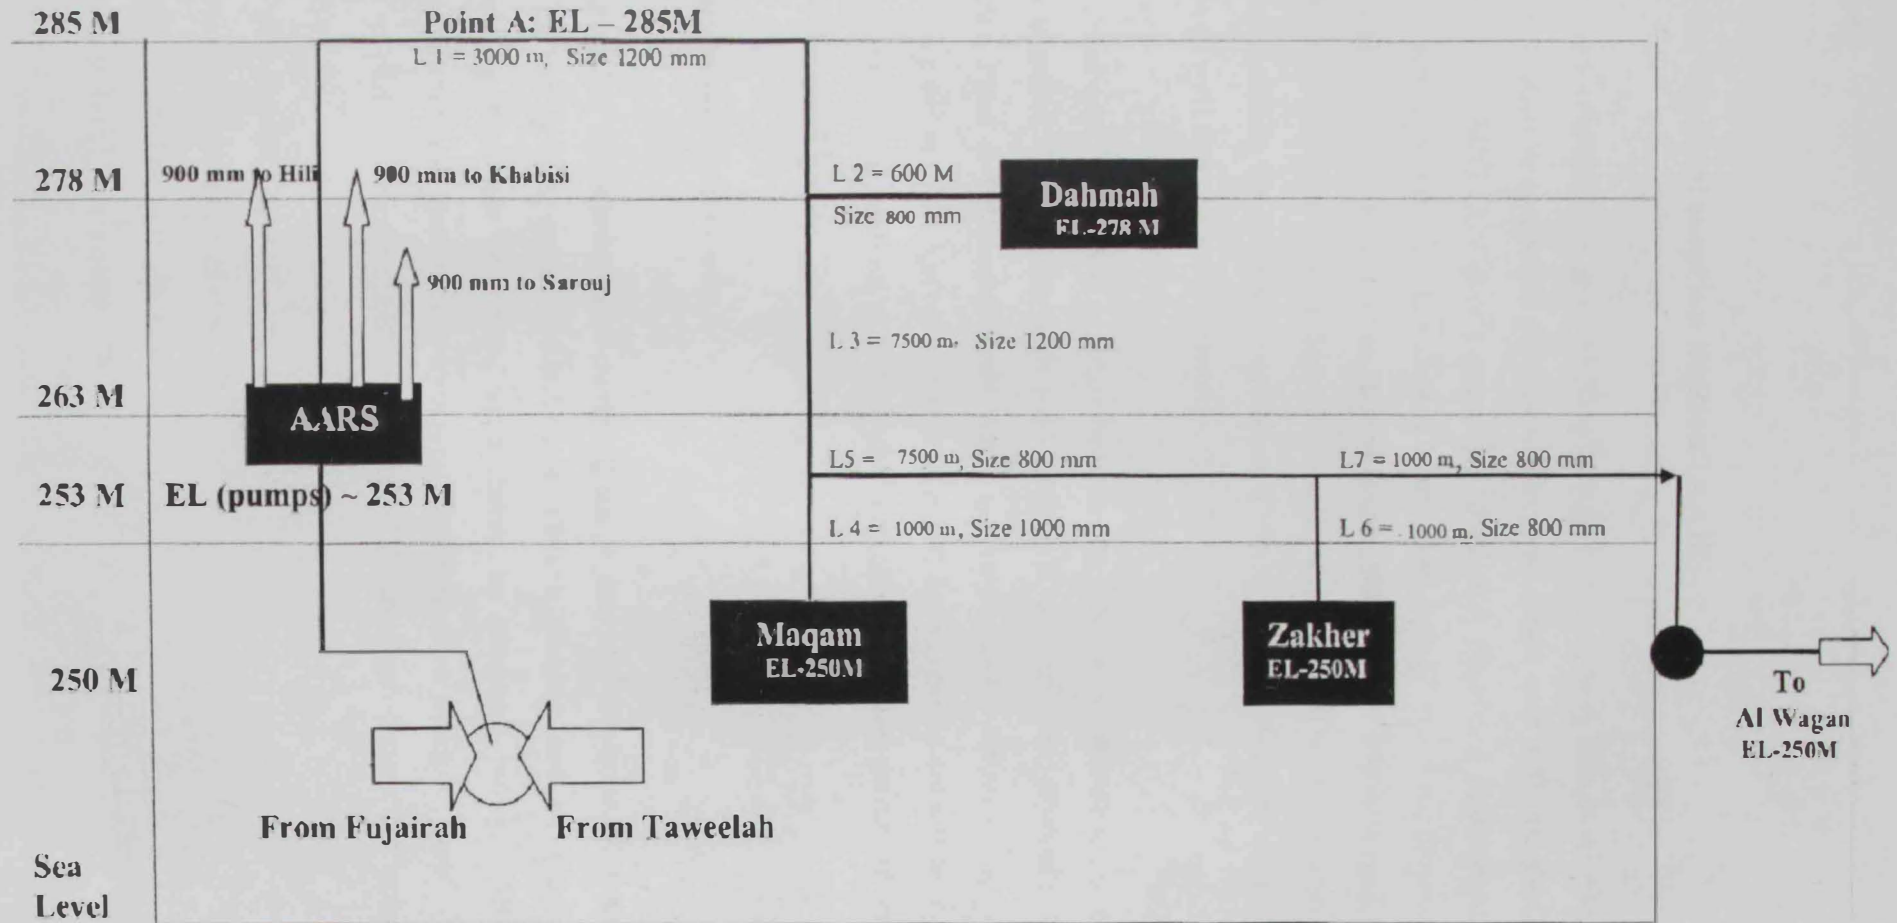 285 M
Point A: EL – 285M
L 1 = 3000 m, Size 1200 mm
278 M
900 mm to Hili
900 mm to Khabisi
L 2 = 600 M
Size 800 mm
Dahmah
EL-278 M
900 mm to Sarouj
L 3 = 7500 m, Size 1200 mm
263 M
AARS
L5 = 7500 m, Size 800 mm
L7 = 1000 m, Size 800 mm
253 M
EL (pumps) ~ 253 M
L 4 = 1000 m, Size 1000 mm
L 6 = 1000 m, Size 800 mm
250 M
Maqam
EL-250M
Zakher
EL-250M
To
Al Wagan
EL-250M
From Fujairah
From Taweelah
Sea
Level